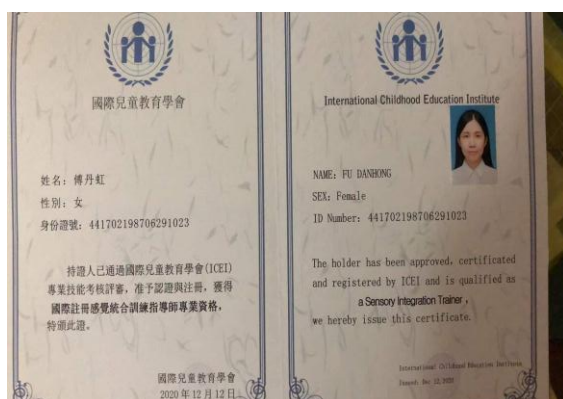 國際兒童教育學會
姓名：傅丹虹
性別：女
身份證號：441702198706291023
持證人已通過國際兒童教育學會(ICEI)
專業技能考核評審，准予認證與注冊，獲得
國際註冊感覺統合訓練指導師專業資格，
特頒此證。
國際兒童教育學會
2020年12月12日
International Childhood Education Institute
NAME: FU DANHONG
SEX: Female
ID Number: 441702198706291023
The holder has been approved, certificated
and registered by ICEI and is qualified as
a Sensory Integration Trainer ,
we hereby issue this certificate.
International Childhood Education Institute
Issued: Dec 12,2020